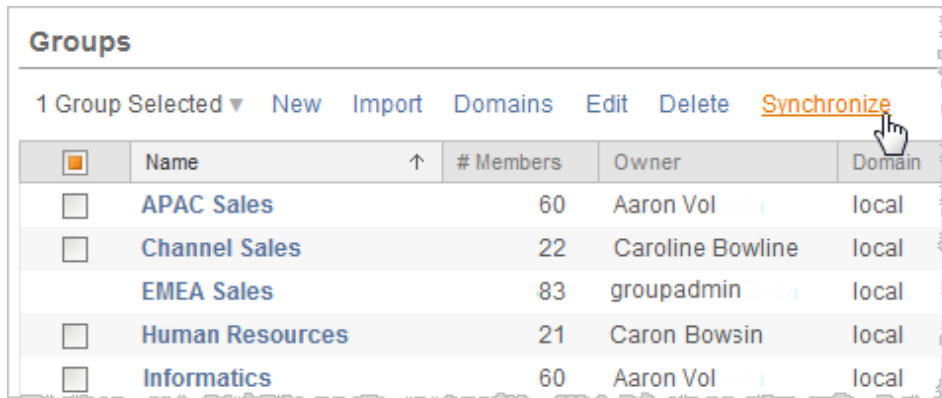 Groups
1 Group Selected ▼ New Import Domains Edit Delete Synchronize
Name ↑ # Members Owner Domain
APAC Sales 60 Aaron Vol local
Channel Sales 22 Caroline Bowline local
EMEA Sales 83 groupadmin local
Human Resources 21 Caron Bowsin local
Informatics 60 Aaron Vol local